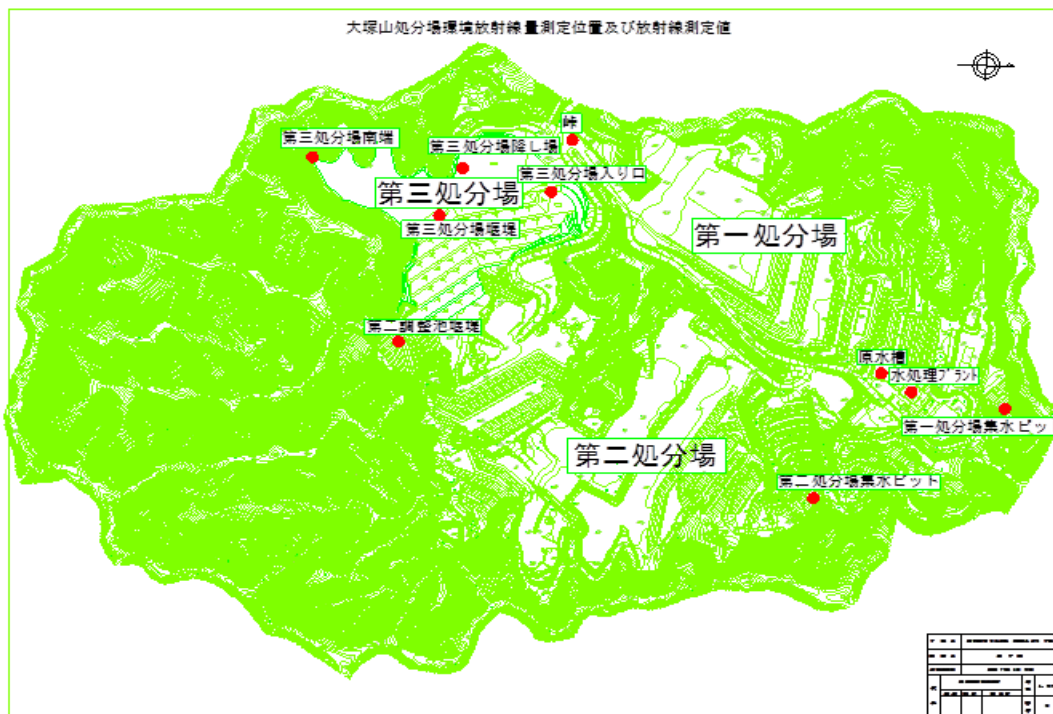 大塚山処分場環境放射線量測定位置及び放射線測定値
峠
第三処分場南端
第三処分場降し場
第三処分場入り口
第三処分場
第三処分場堰堤
第一処分場
第二調整池堰堤
原水槽
水処理プラント
第一処分場集水ピッ
第二処分場
第二処分場集水ピット